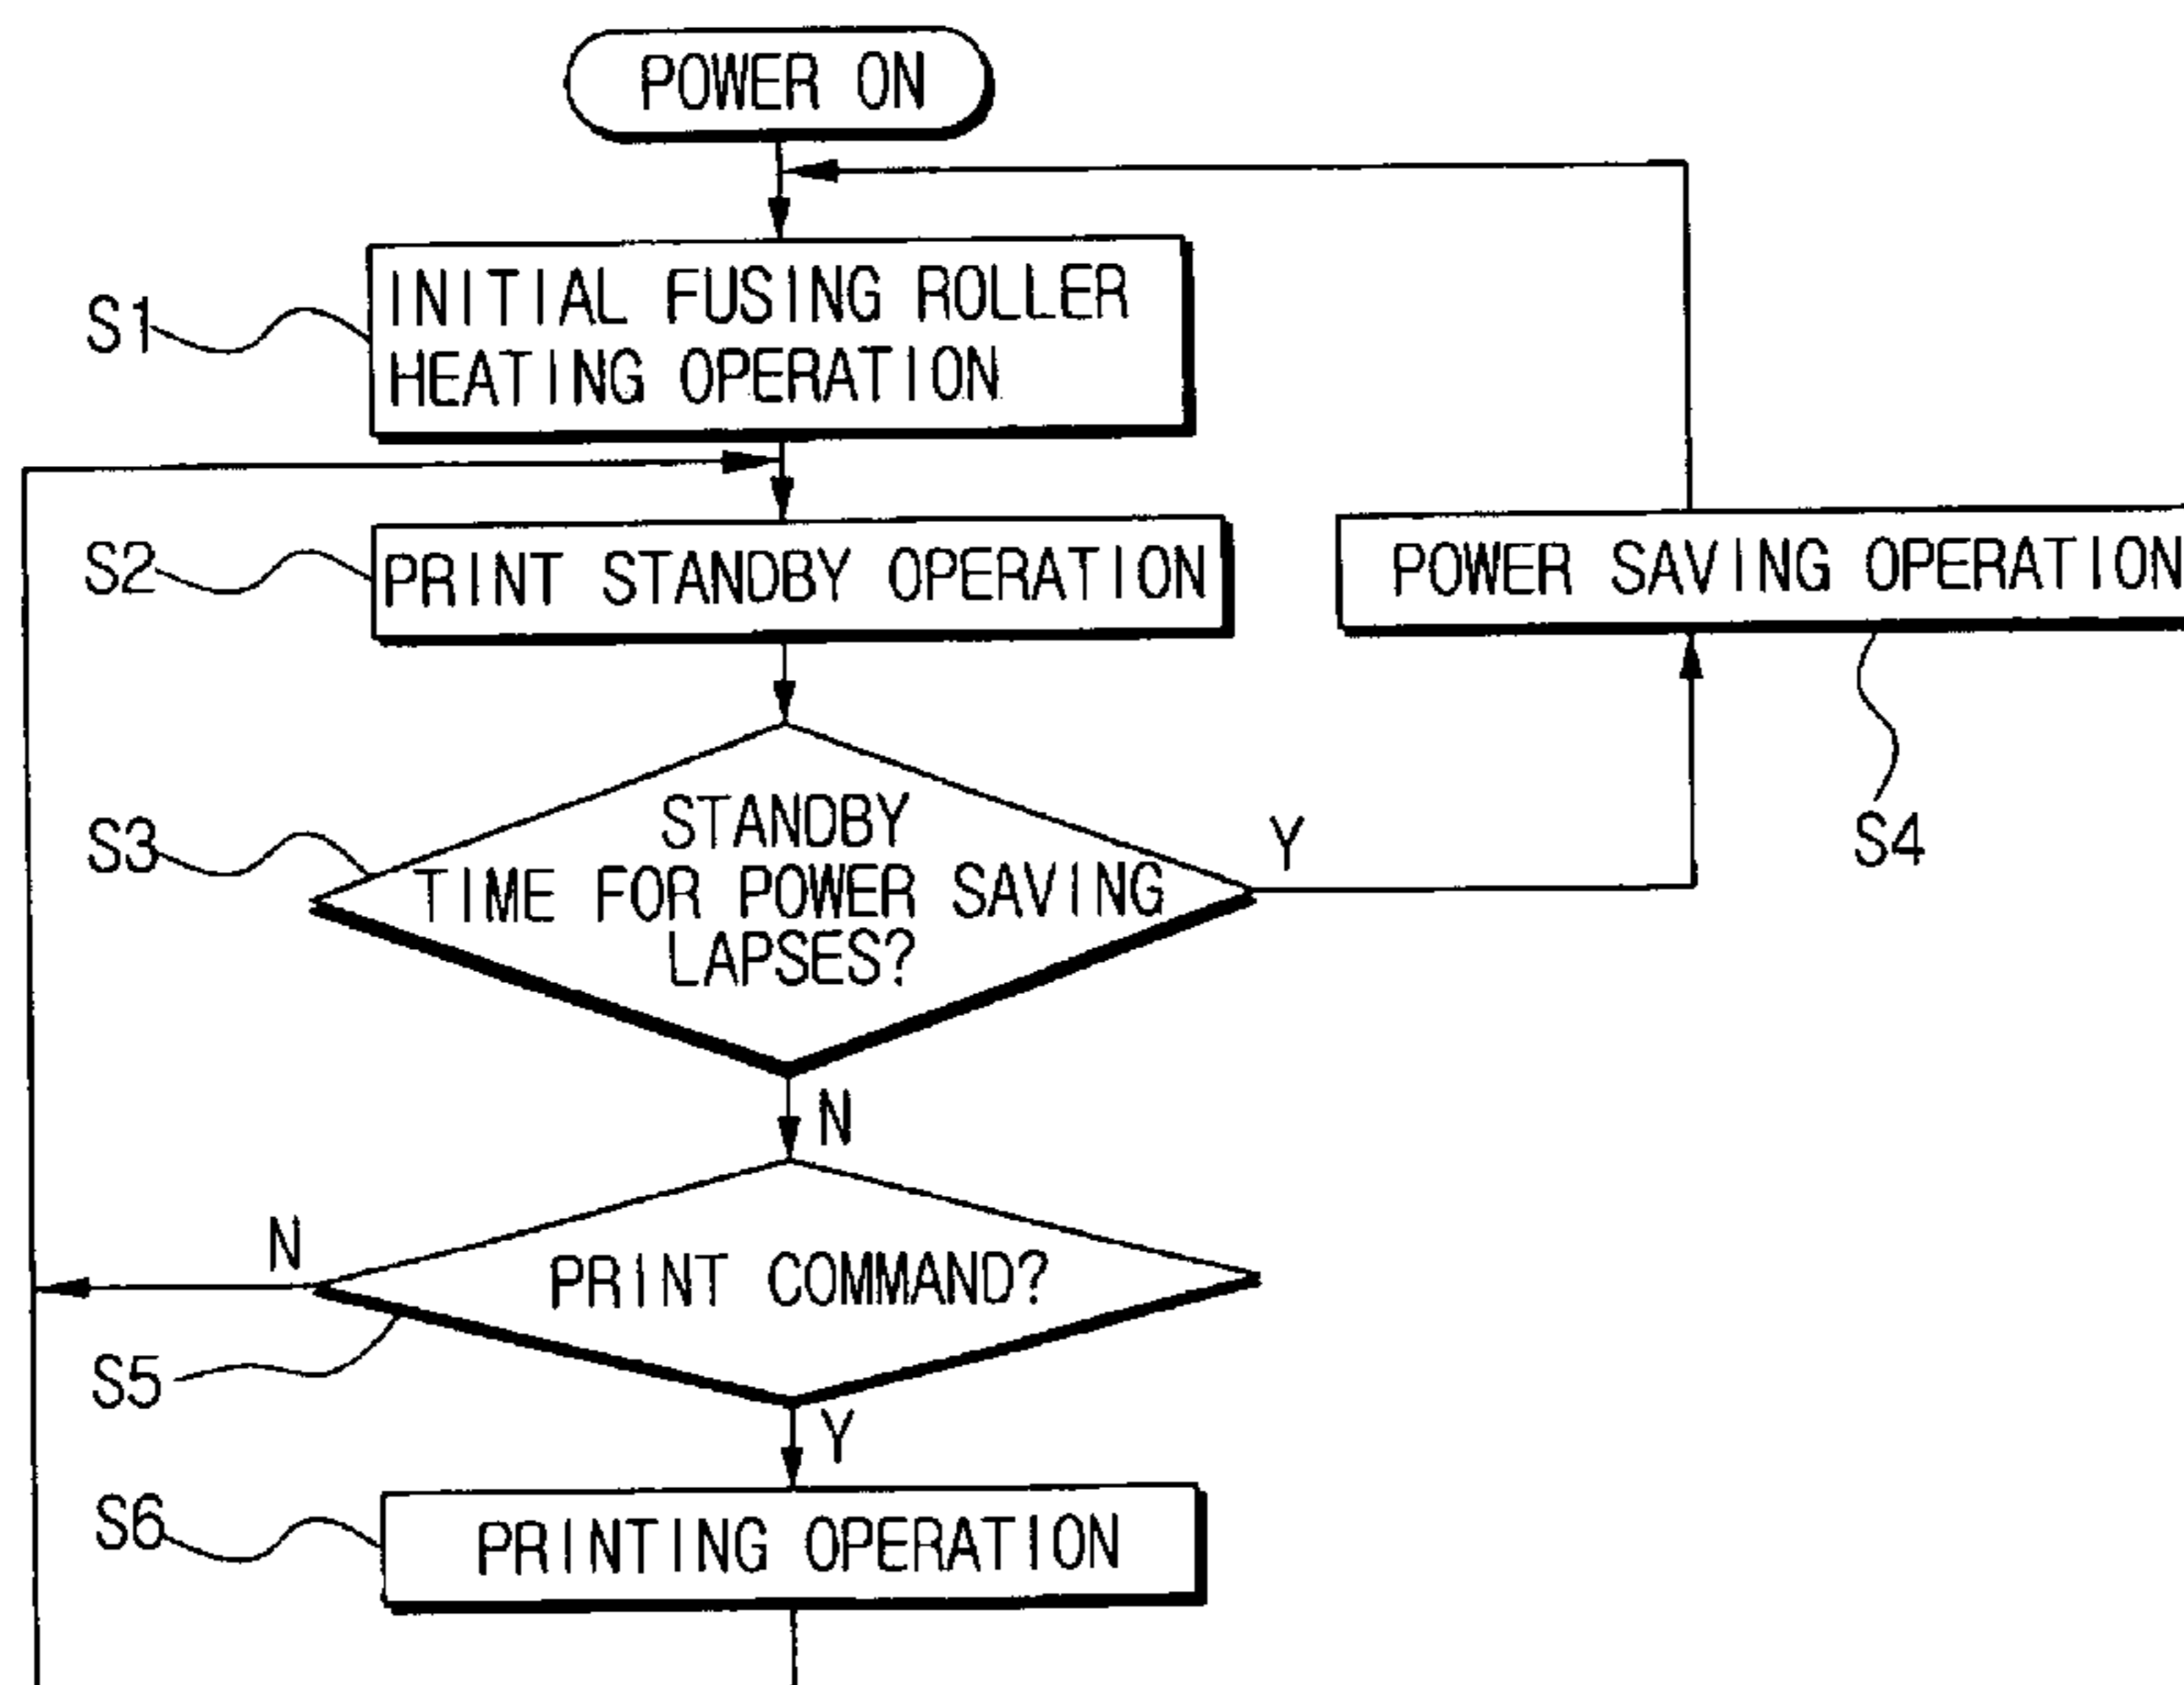 POWER ON
S1
INITIAL FUSING ROLLER
HEATING OPERATION
S2
PRINT STANDBY OPERATION
POWER SAVING OPERATION
S3
STANDBY
TIME FOR POWER SAVING
LAPSES?
Y
S4
N
N
PRINT COMMAND?
S5
Y
S6
PRINTING OPERATION